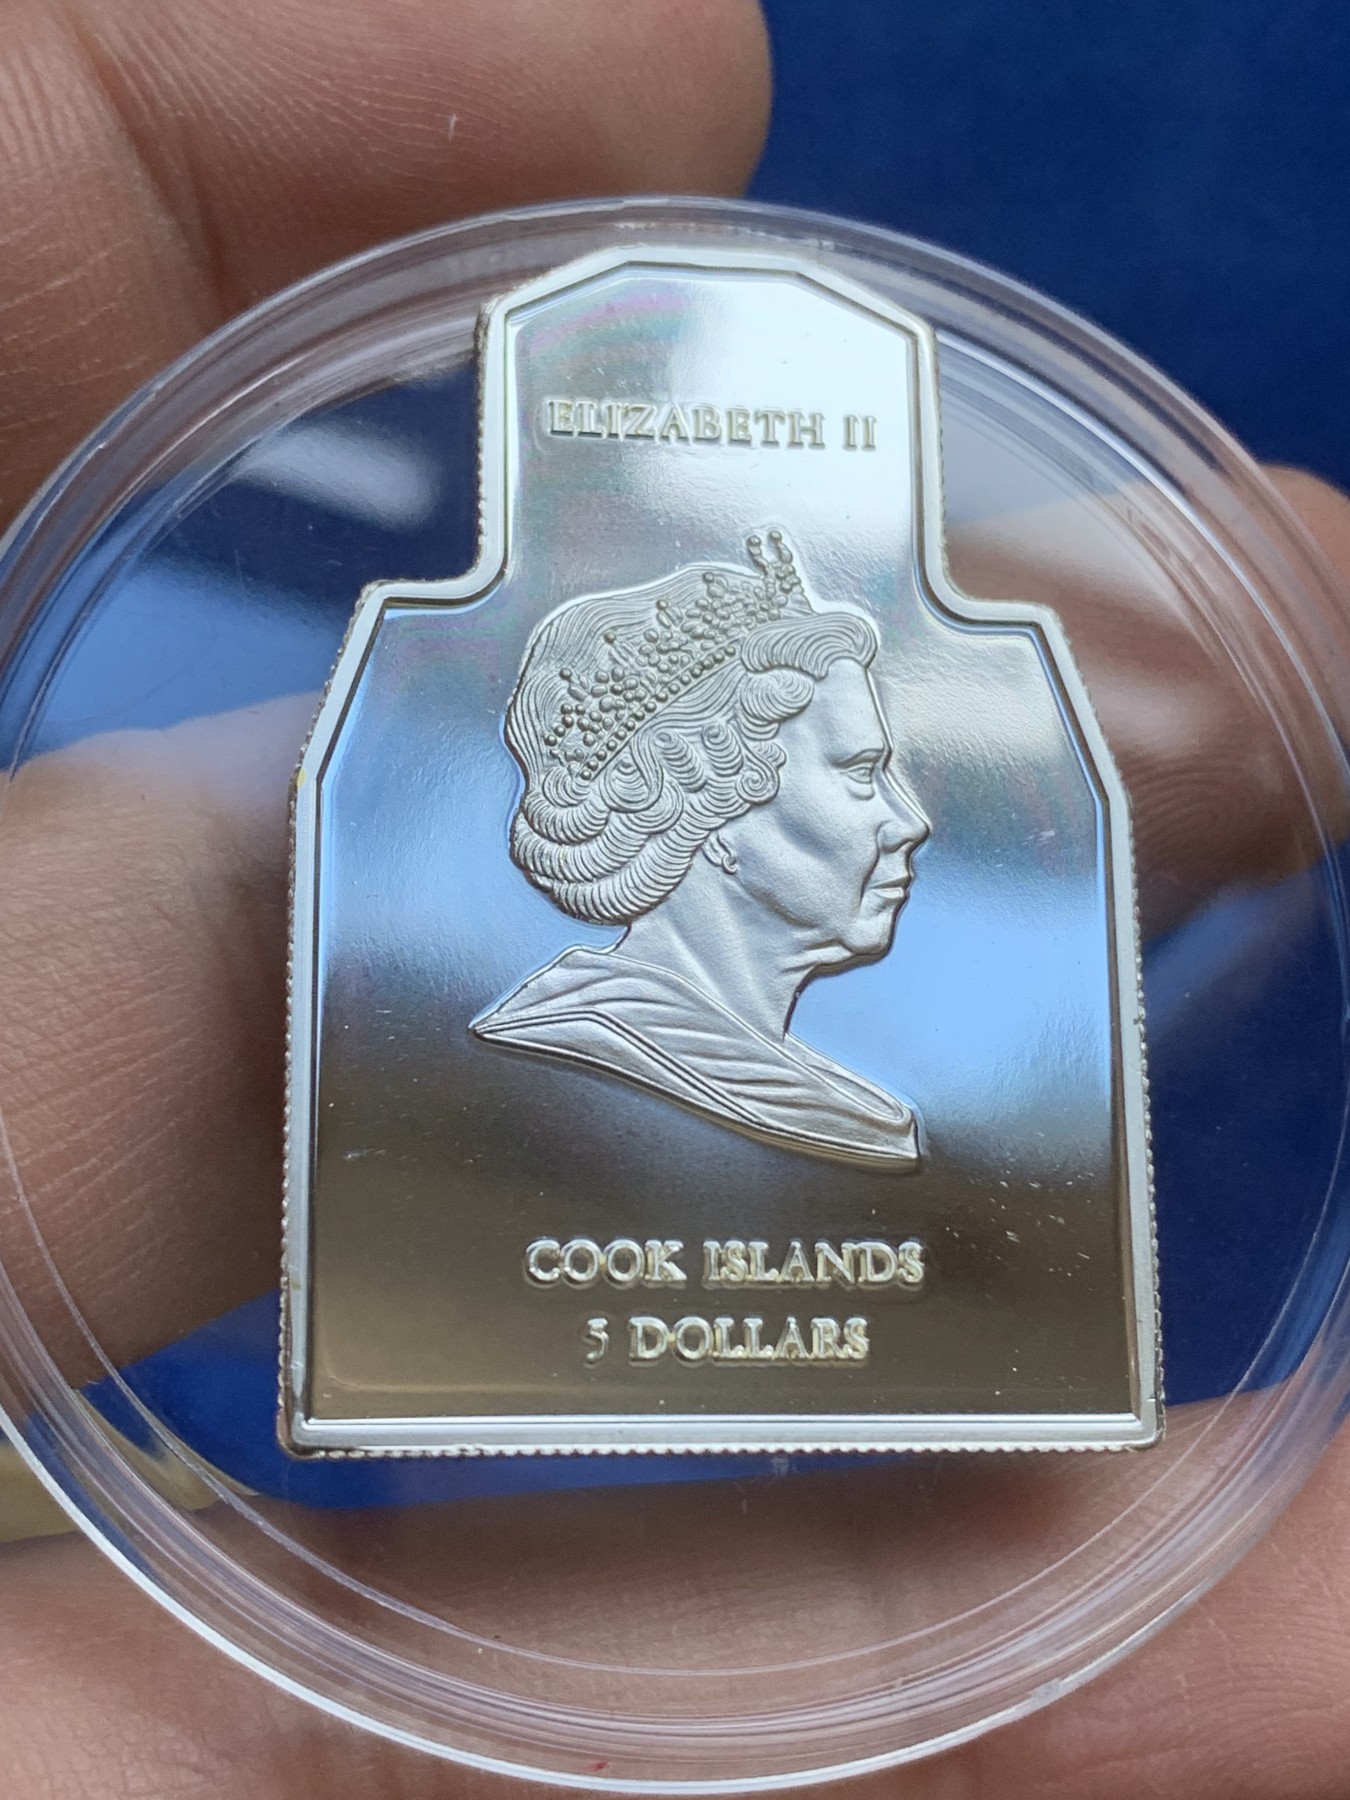 ELIZABETH II
COOK ISLANDS
5 DOLLARS